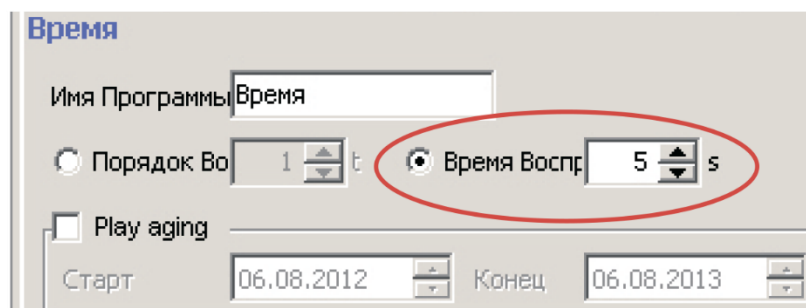 Время
Имя Программы Время
Порядок Во 1 t Время Воспр 5 s
Play aging
Старт 06.08.2012 Конец 06.08.2013